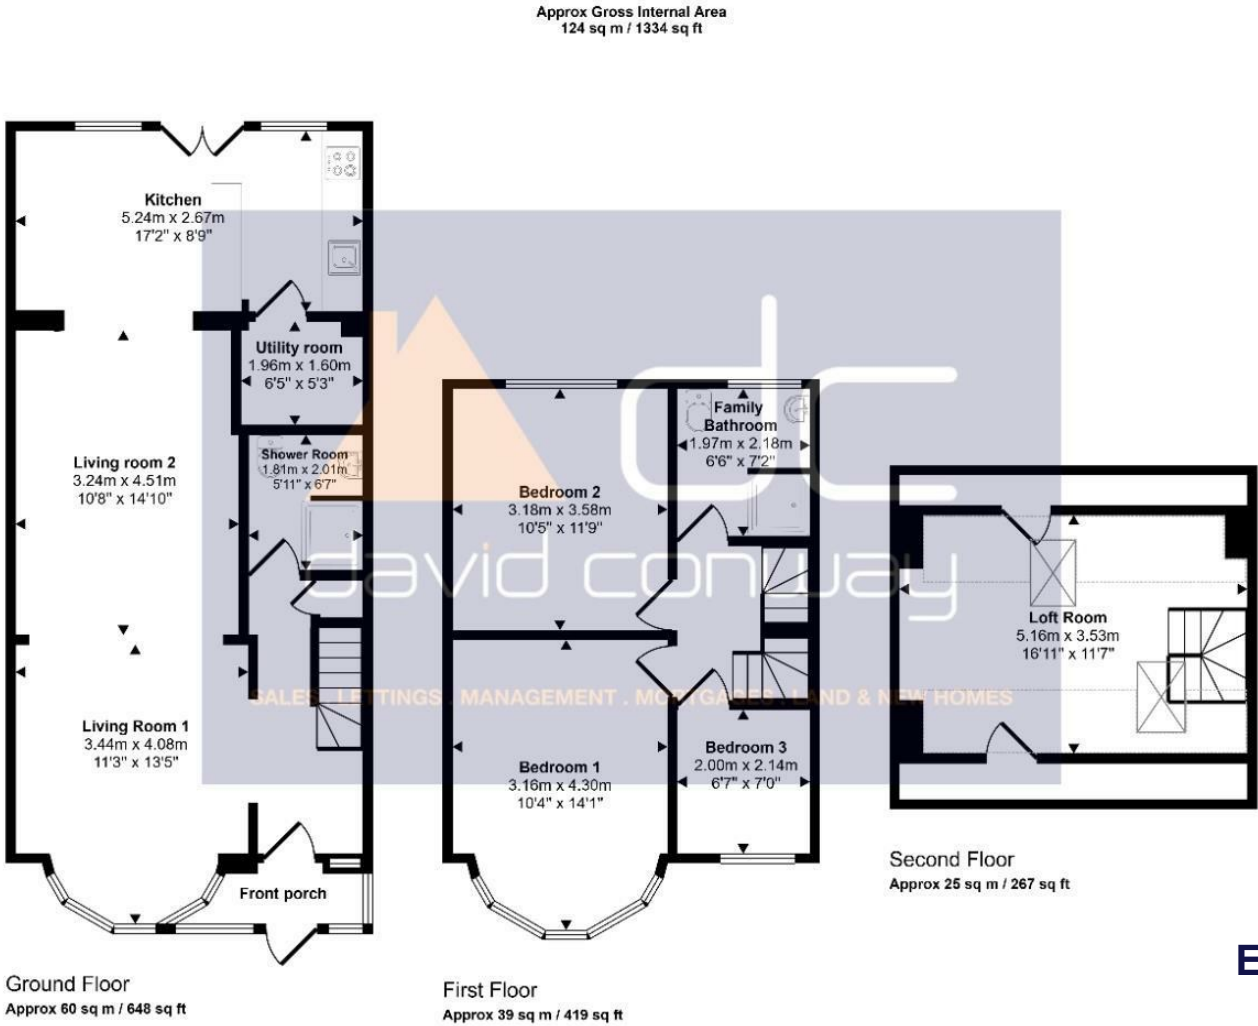 Approx Gross Internal Area
124 sq m / 1334 sq ft
Kitchen
5.24m x 2.67m
17'2" x 8'9"
Utility room
1.96m x 1.60m
6'5" x 5'3"
Shower Room
1.81m x 2.01m
5'11" x 6'7"
Living room 2
3.24m x 4.51m
10'8" x 14'10"
Living Room 1
3.44m x 4.08m
11'3" x 13'5"
Front porch
Ground Floor
Approx 60 sq m / 648 sq ft
Family
Bathroom
1.97m x 2.18m
6'6" x 7'2"
Bedroom 2
3.18m x 3.58m
10'5" x 11'9"
Bedroom 1
3.16m x 4.30m
10'4" x 14'1"
Bedroom 3
2.00m x 2.14m
6'7" x 7'0"
First Floor
Approx 39 sq m / 419 sq ft
Loft Room
5.16m x 3.53m
16'11" x 11'7"
Second Floor
Approx 25 sq m / 267 sq ft
dc
david conway
SALES . LETTINGS . MANAGEMENT . MORTGAGES . LAND & NEW HOMES
E